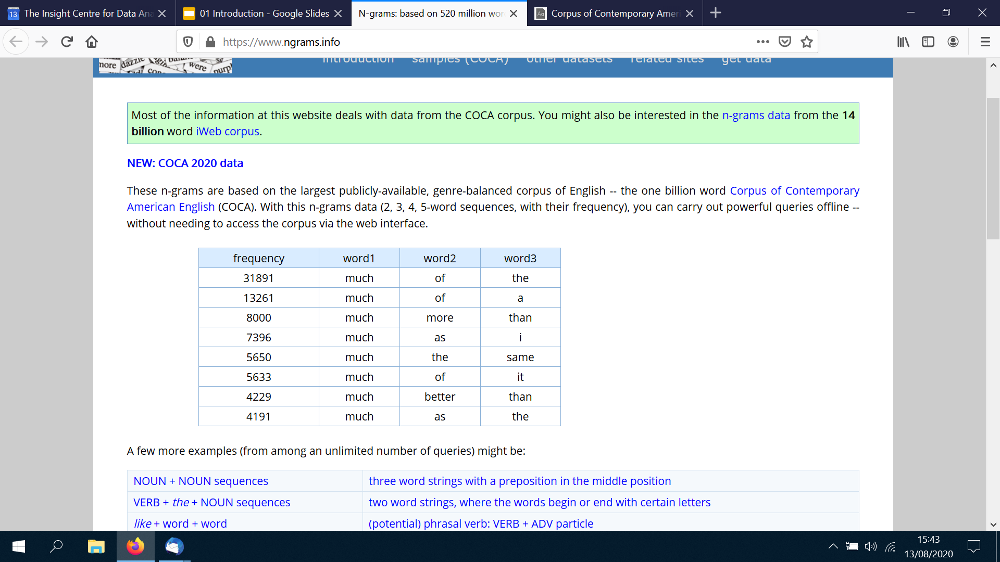 13 The Insight Centre for Data Ana
01 Introduction - Google Slides
N-grams: based on 520 million wor
Aa Corpus of Contemporary Ameri
https://www.ngrams.info
more dazzle were purp
introduction samples (COCA) other datasets related sites get data
Most of the information at this website deals with data from the COCA corpus. You might also be interested in the n-grams data from the 14
billion word iWeb corpus.
NEW: COCA 2020 data
These n-grams are based on the largest publicly-available, genre-balanced corpus of English -- the one billion word Corpus of Contemporary
American English (COCA). With this n-grams data (2, 3, 4, 5-word sequences, with their frequency), you can carry out powerful queries offline --
without needing to access the corpus via the web interface.
frequency word1 word2 word3
31891 much of the
13261 much of a
8000 much more than
7396 much as i
5650 much the same
5633 much of it
4229 much better than
4191 much as the
A few more examples (from among an unlimited number of queries) might be:
NOUN + NOUN sequences three word strings with a preposition in the middle position
VERB + the + NOUN sequences two word strings, where the words begin or end with certain letters
like + word + word (potential) phrasal verb: VERB + ADV particle
15:43
13/08/2020